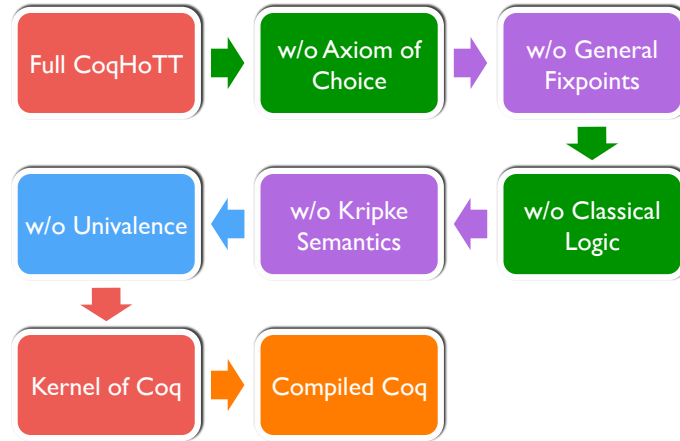 Full CoqHoTT
w/o Axiom of
Choice
w/o General
Fixpoints
w/o Univalence
w/o Kripke
Semantics
w/o Classical
Logic
Kernel of Coq
Compiled Coq